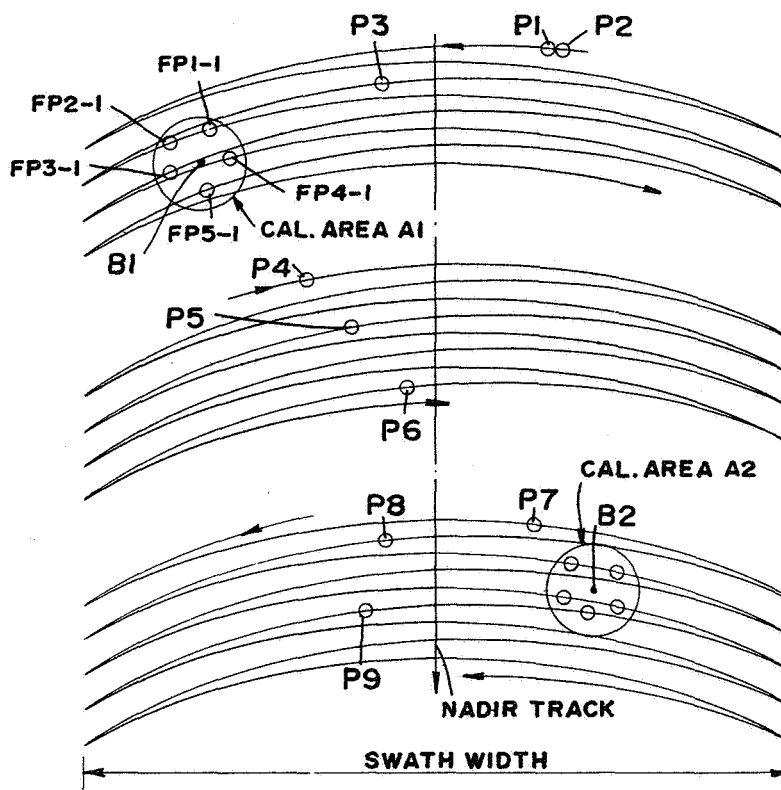 P3
P1
P2
FP1-1
FP2-1
FP3-1
FP4-1
FP5-1
CAL. AREA A1
B1
P4
P5
P6
CAL. AREA A2
P7
B2
P8
P9
NADIR TRACK
SWATH WIDTH